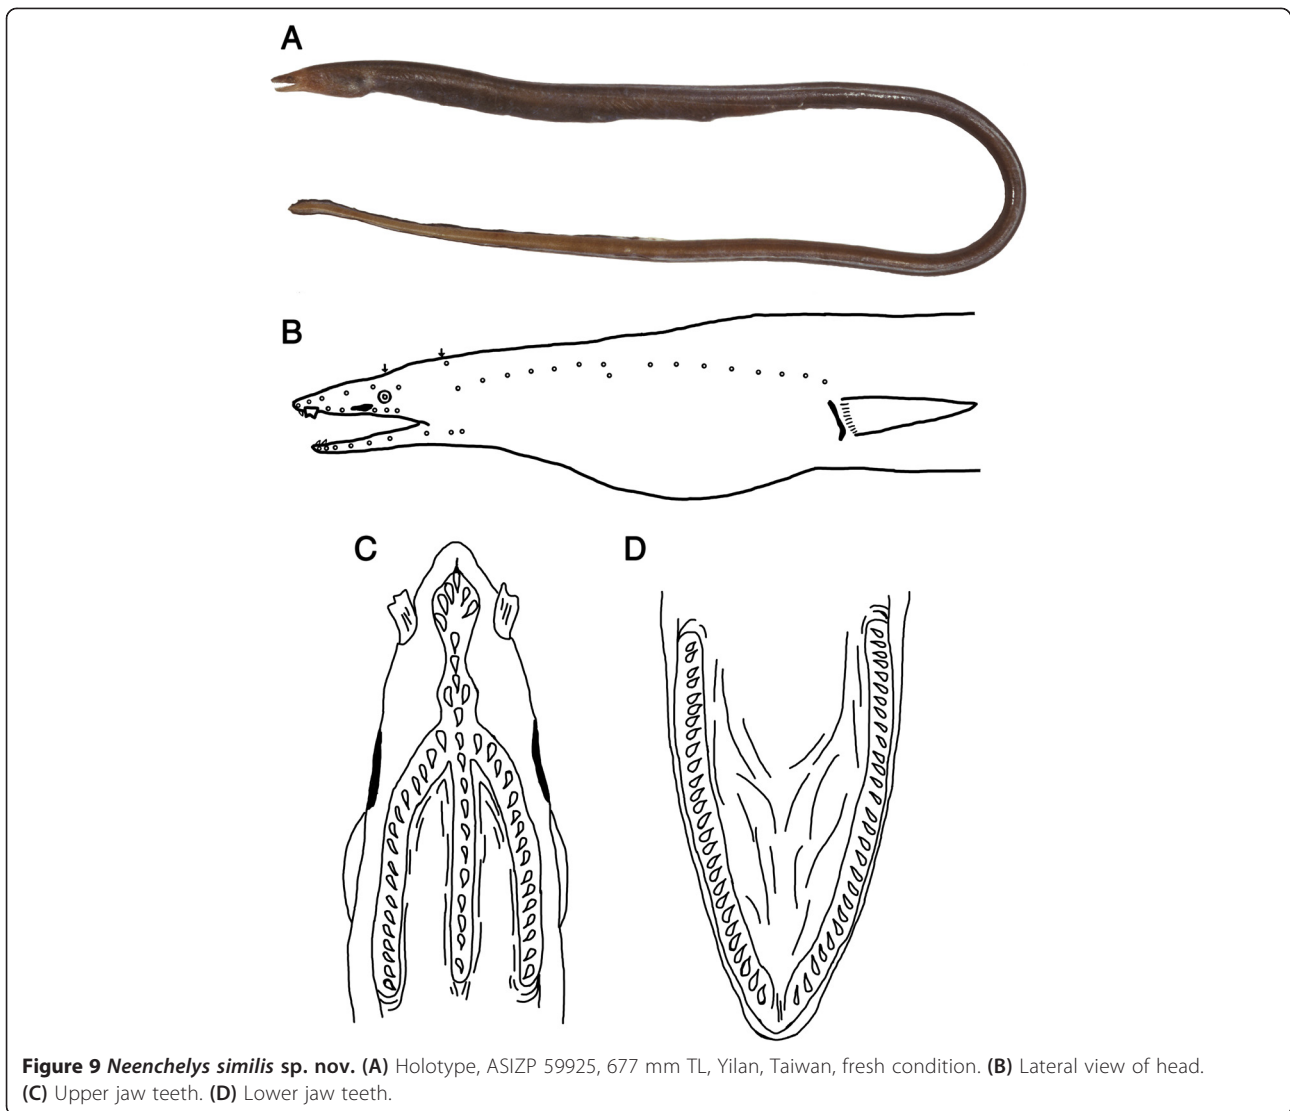 A
B
C
D
Figure 9 Neenchelys similis sp. nov. (A) Holotype, ASIZP 59925, 677 mm TL, Yilan, Taiwan, fresh condition. (B) Lateral view of head.
(C) Upper jaw teeth. (D) Lower jaw teeth.